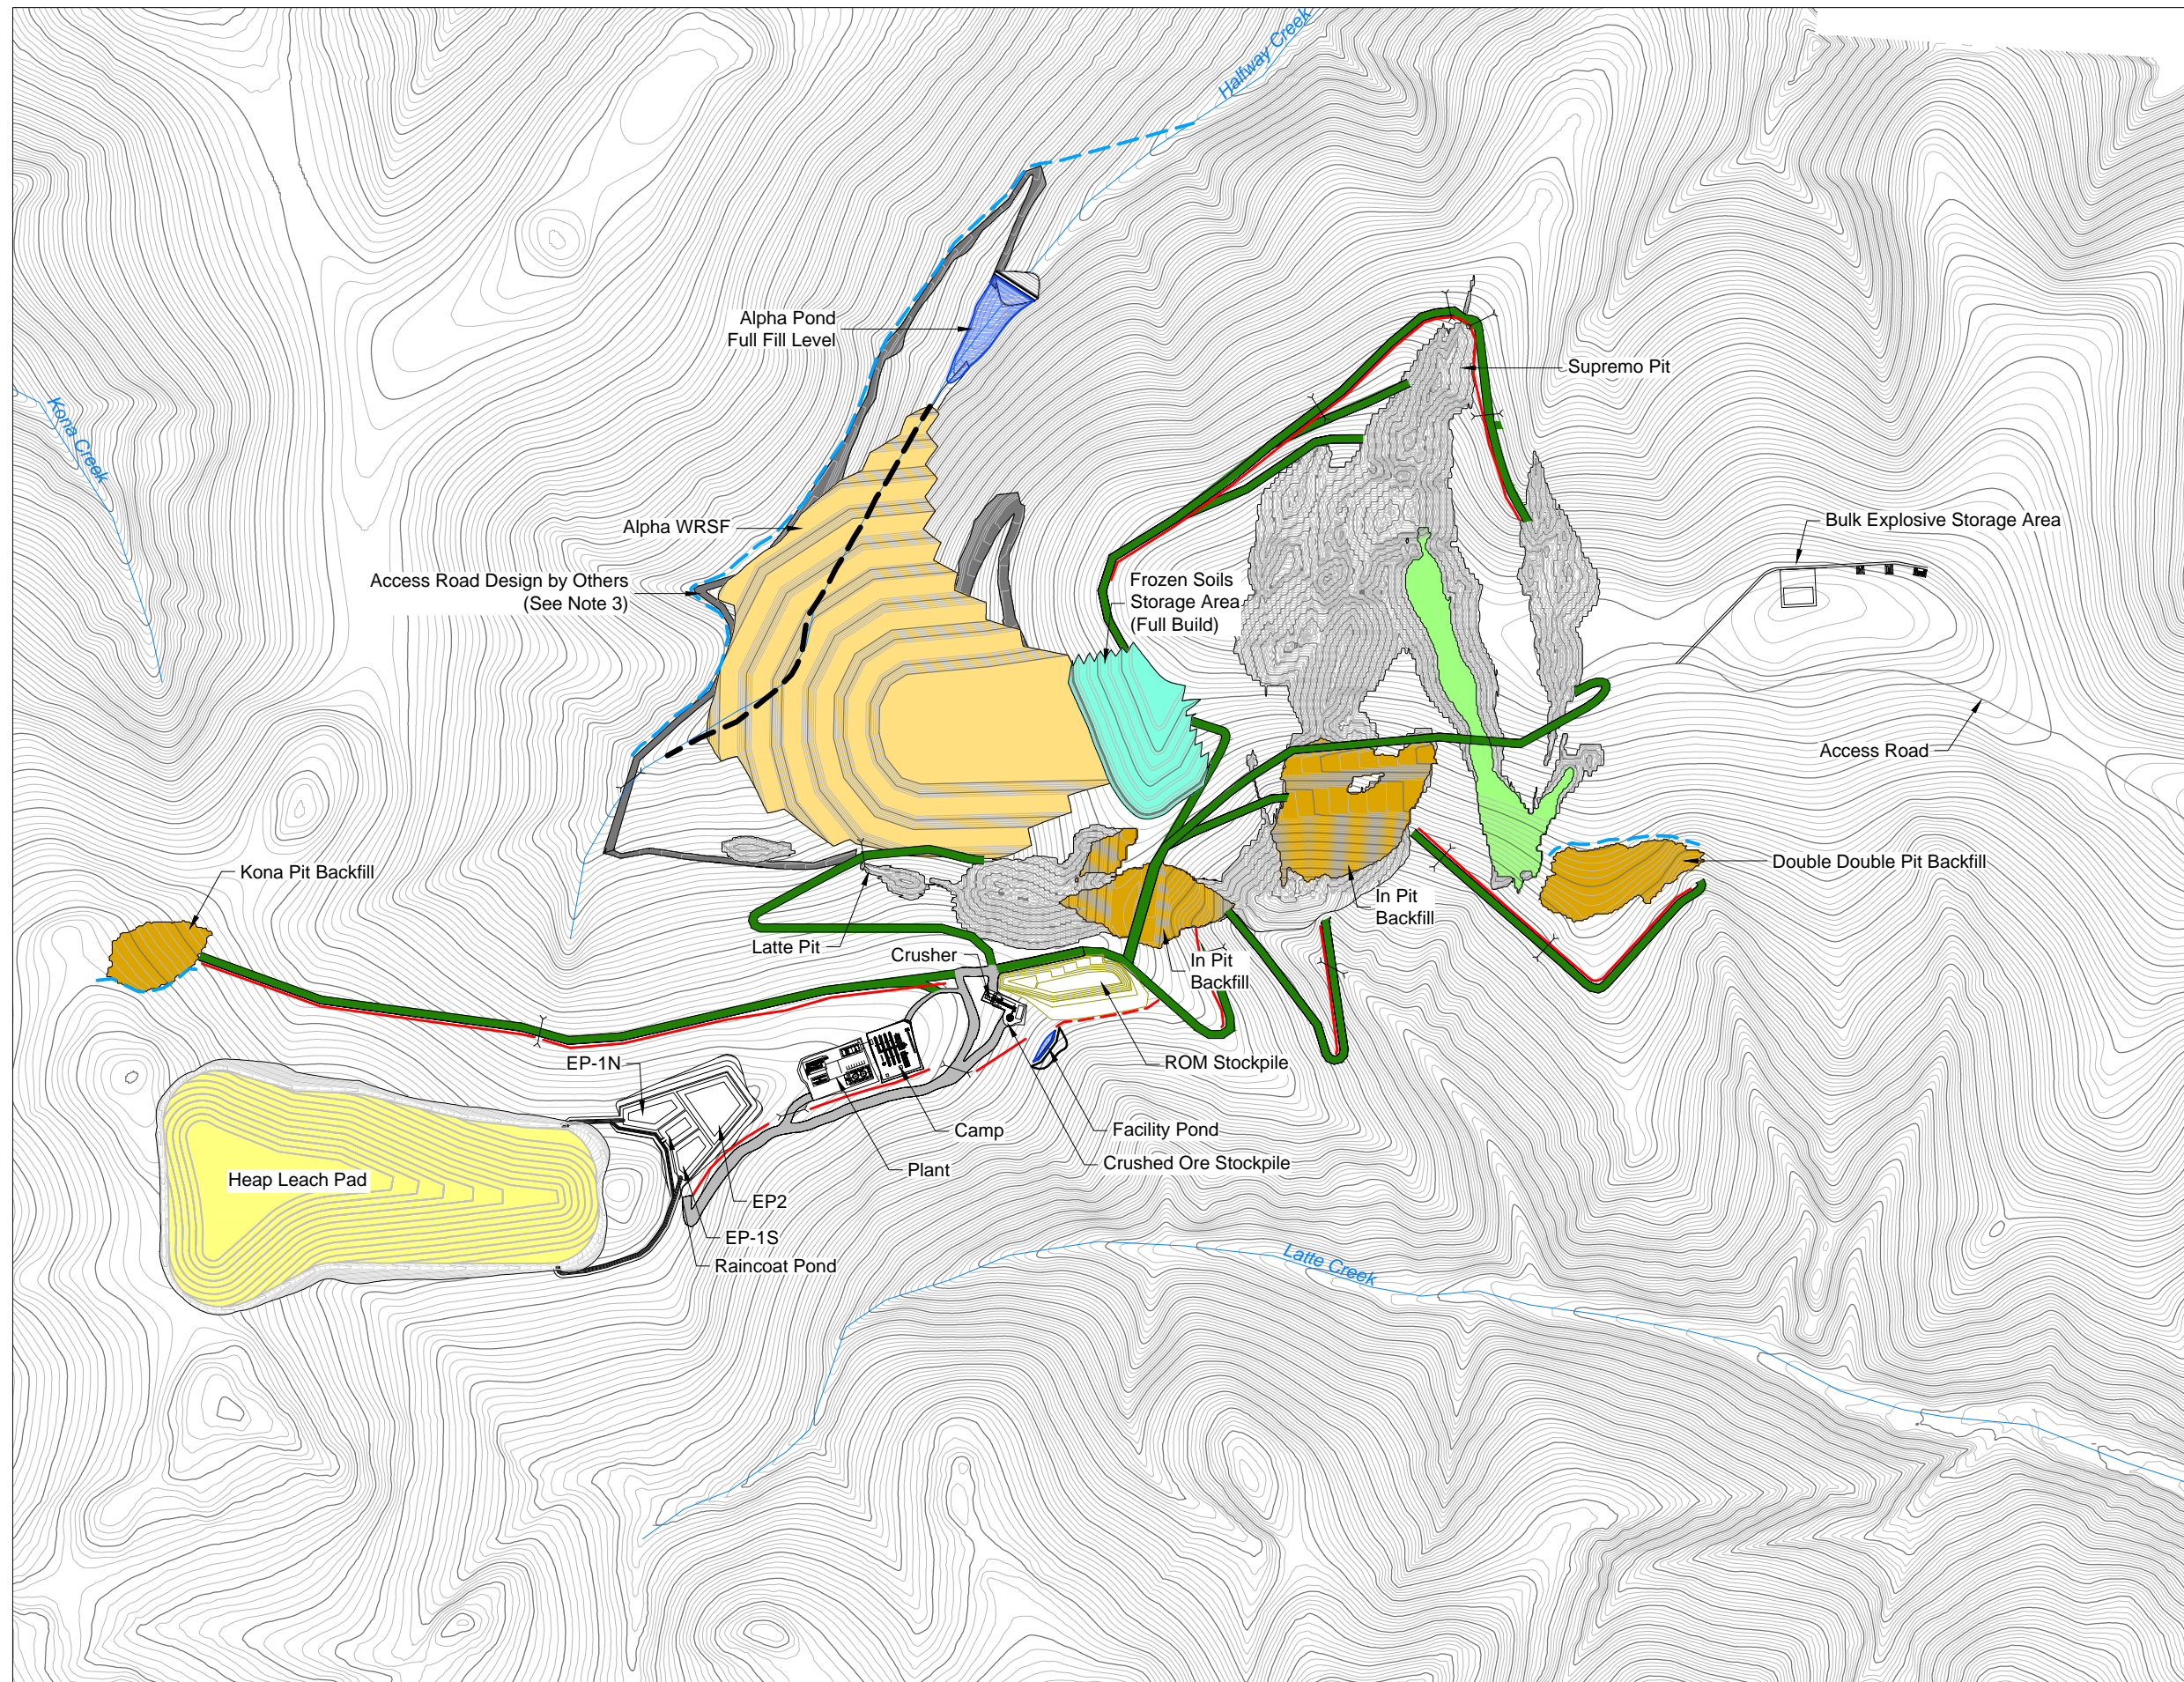 Halfway Creek
Alpha Pond
Full Fill Level
Supremo Pit
Kona Creek
Alpha WRSF
Bulk Explosive Storage Area
Access Road Design by Others
(See Note 3)
Frozen Soils
Storage Area
(Full Build)
Access Road
Kona Pit Backfill
Double Double Pit Backfill
In Pit
Backfill
Latte Pit
Crusher
In Pit
Backfill
EP-1N
ROM Stockpile
Camp
Facility Pond
Plant
Crushed Ore Stockpile
Heap Leach Pad
EP2
EP-1S
Raincoat Pond
Latte Creek